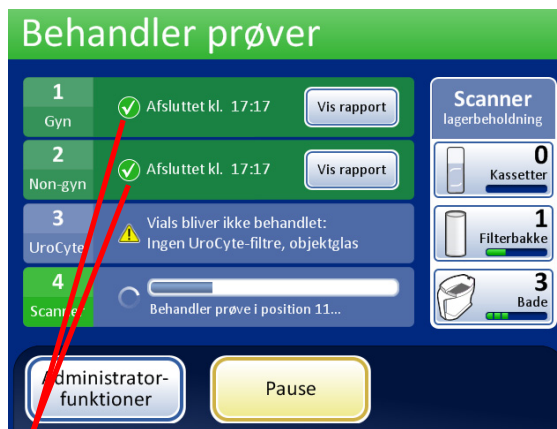 Behandler prøver
1
Gyn
Afsluttet kl. 17:17
Vis rapport
2
Non-gyn
Afsluttet kl. 17:17
Vis rapport
3
UroCyte
Vials bliver ikke behandlet:
Ingen UroCyte-filtre, objektglas
4
Scanner
Behandler prøve i position 11...
Scanner
lagerbeholdning
0
Kassetter
1
Filterbakke
3
Bade
Administrator-
funktioner
Pause